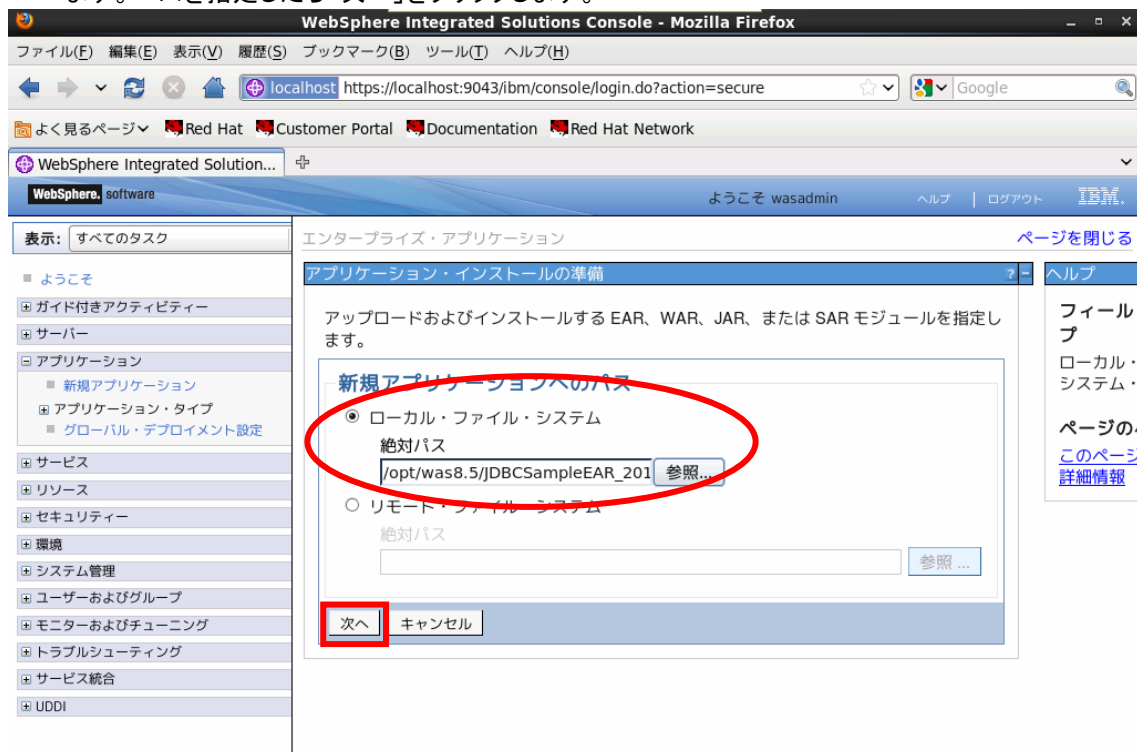 WebSphere Integrated Solutions Console - Mozilla Firefox
ファイル(F) 編集(E) 表示(V) 履歴(S) ブックマーク(B) ツール(T) ヘルプ(H)
localhost https://localhost:9043/ibm/console/login.do?action=secure Google
よく見るページ Red Hat Customer Portal Documentation Red Hat Network
WebSphere Integrated Solution...
WebSphere. software ようこそ wasadmin ヘルプ | ログアウト IBM.
表示: すべてのタスク
ようこそ
ガイド付きアクティビティー
サーバー
アプリケーション
新規アプリケーション
アプリケーション・タイプ
グローバル・デプロイメント設定
サービス
リソース
セキュリティー
環境
システム管理
ユーザーおよびグループ
モニターおよびチューニング
トラブルシューティング
サービス統合
UDDI
エンタープライズ・アプリケーション ページを閉じる
アプリケーション・インストールの準備 ? -
アップロードおよびインストールする EAR、WAR、JAR、または SAR モジュールを指定し
ます。
新規アプリケーションへのパス
ローカル・ファイル・システム
絶対パス
/opt/was8.5/JDBCSampleEAR_201 参照...
リモート・ファイル・システム
絶対パス
参照 ...
次へ キャンセル
ヘルプ
フィール
プ
ローカル・
システム・
ページの
このページ
詳細情報